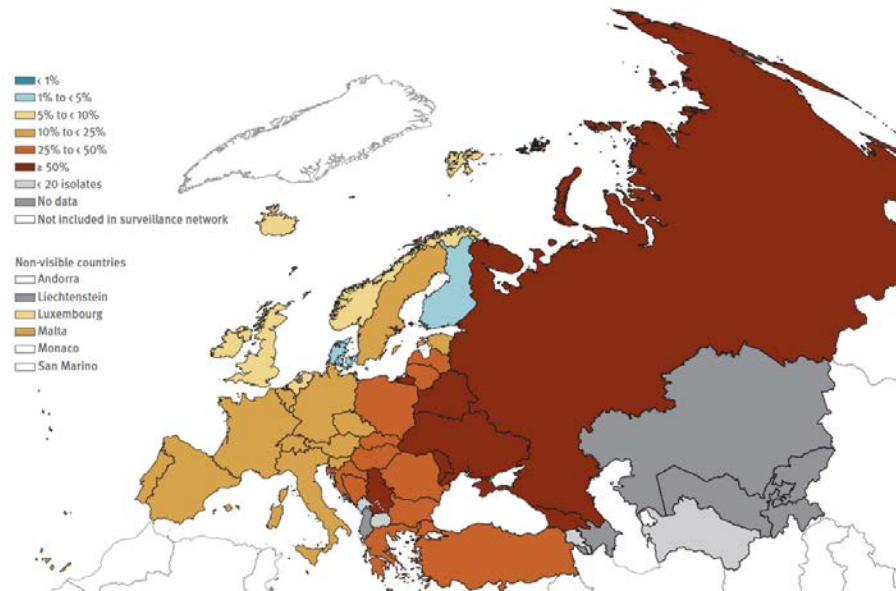 < 1%
1% to < 5%
5% to < 10%
10% to < 25%
25% to < 50%
≥ 50%
< 20 isolates
No data
Not included in surveillance network
Non-visible countries
Andorra
Liechtenstein
Luxembourg
Malta
Monaco
San Marino